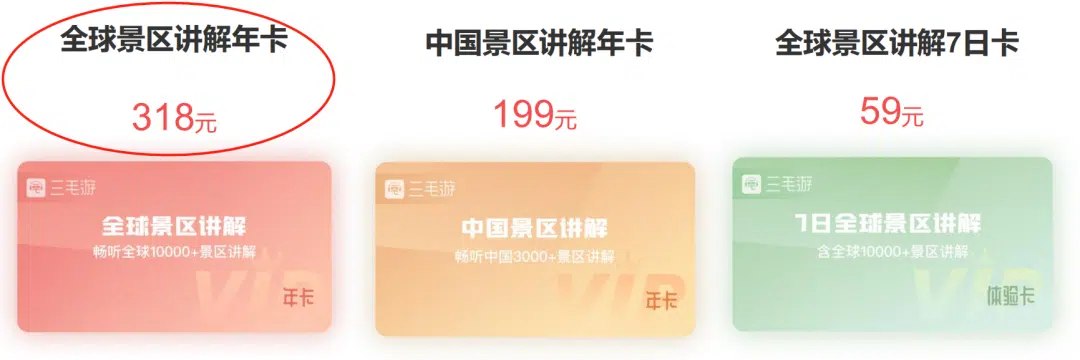 全球景区讲解年卡
318元
三毛游
全球景区讲解
畅听全球10000+景区讲解
VIP
年卡
中国景区讲解年卡
199元
三毛游
中国景区讲解
畅听中国3000+景区讲解
VIP
年卡
全球景区讲解7日卡
59元
三毛游
7日全球景区讲解
含全球10000+景区讲解
VIP
体验卡